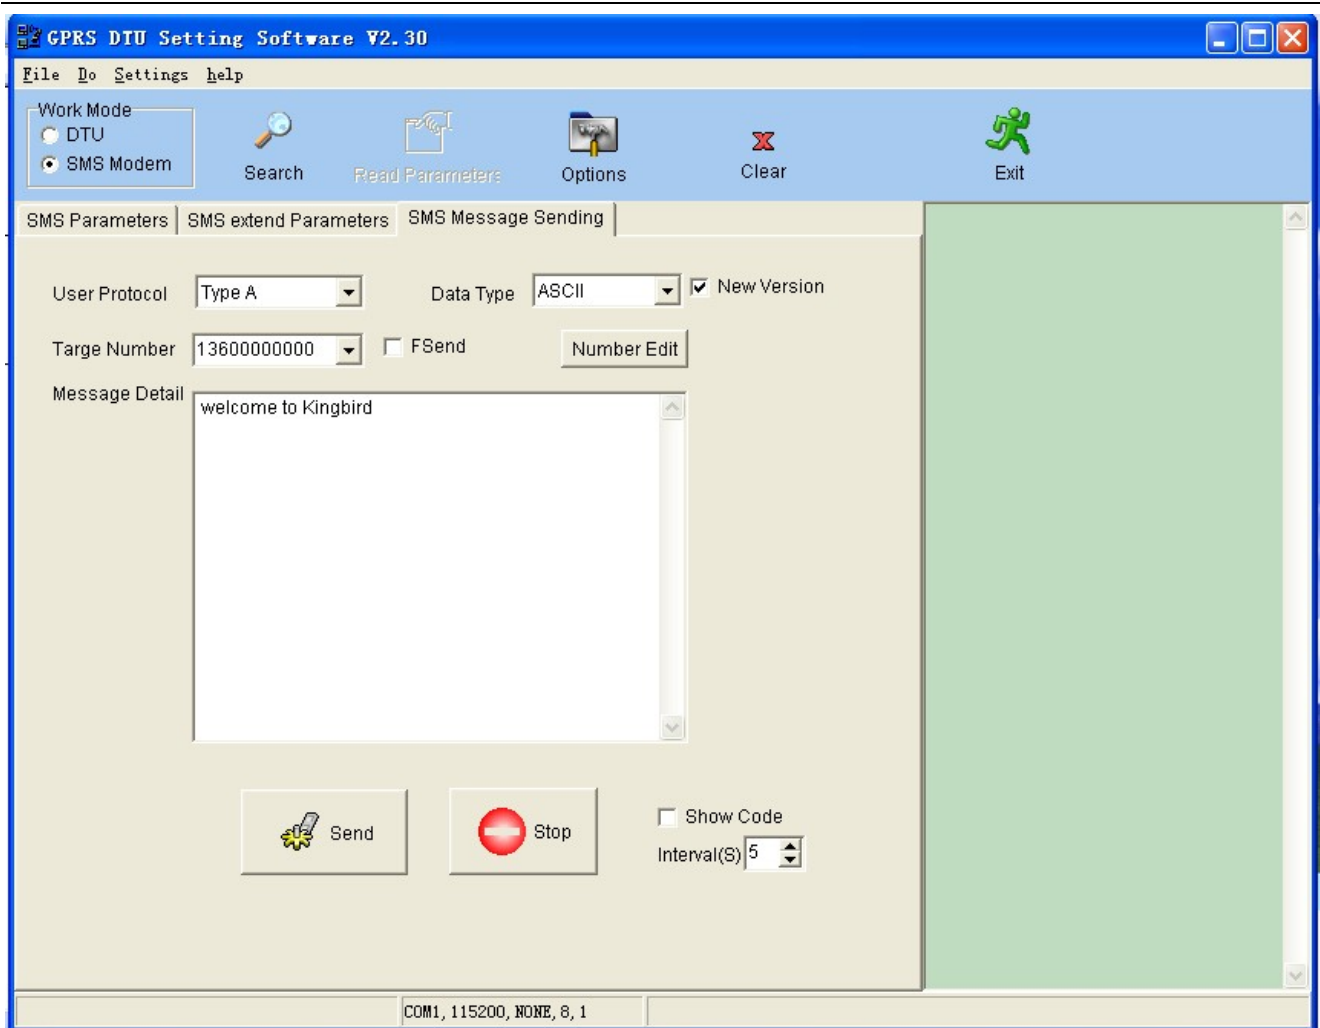 GPRS DTU Setting Software V2.30
File Do Settings help
Work Mode
DTU
SMS Modem
Search
Read Parameters
Options
Clear
Exit
SMS Parameters SMS extend Parameters SMS Message Sending
User Protocol Type A Data Type ASCII New Version
Targe Number 13600000000 FSend Number Edit
Message Detail
welcome to Kingbird
Send Stop Show Code
Interval(S) 5
COM1, 115200, NONE, 8, 1